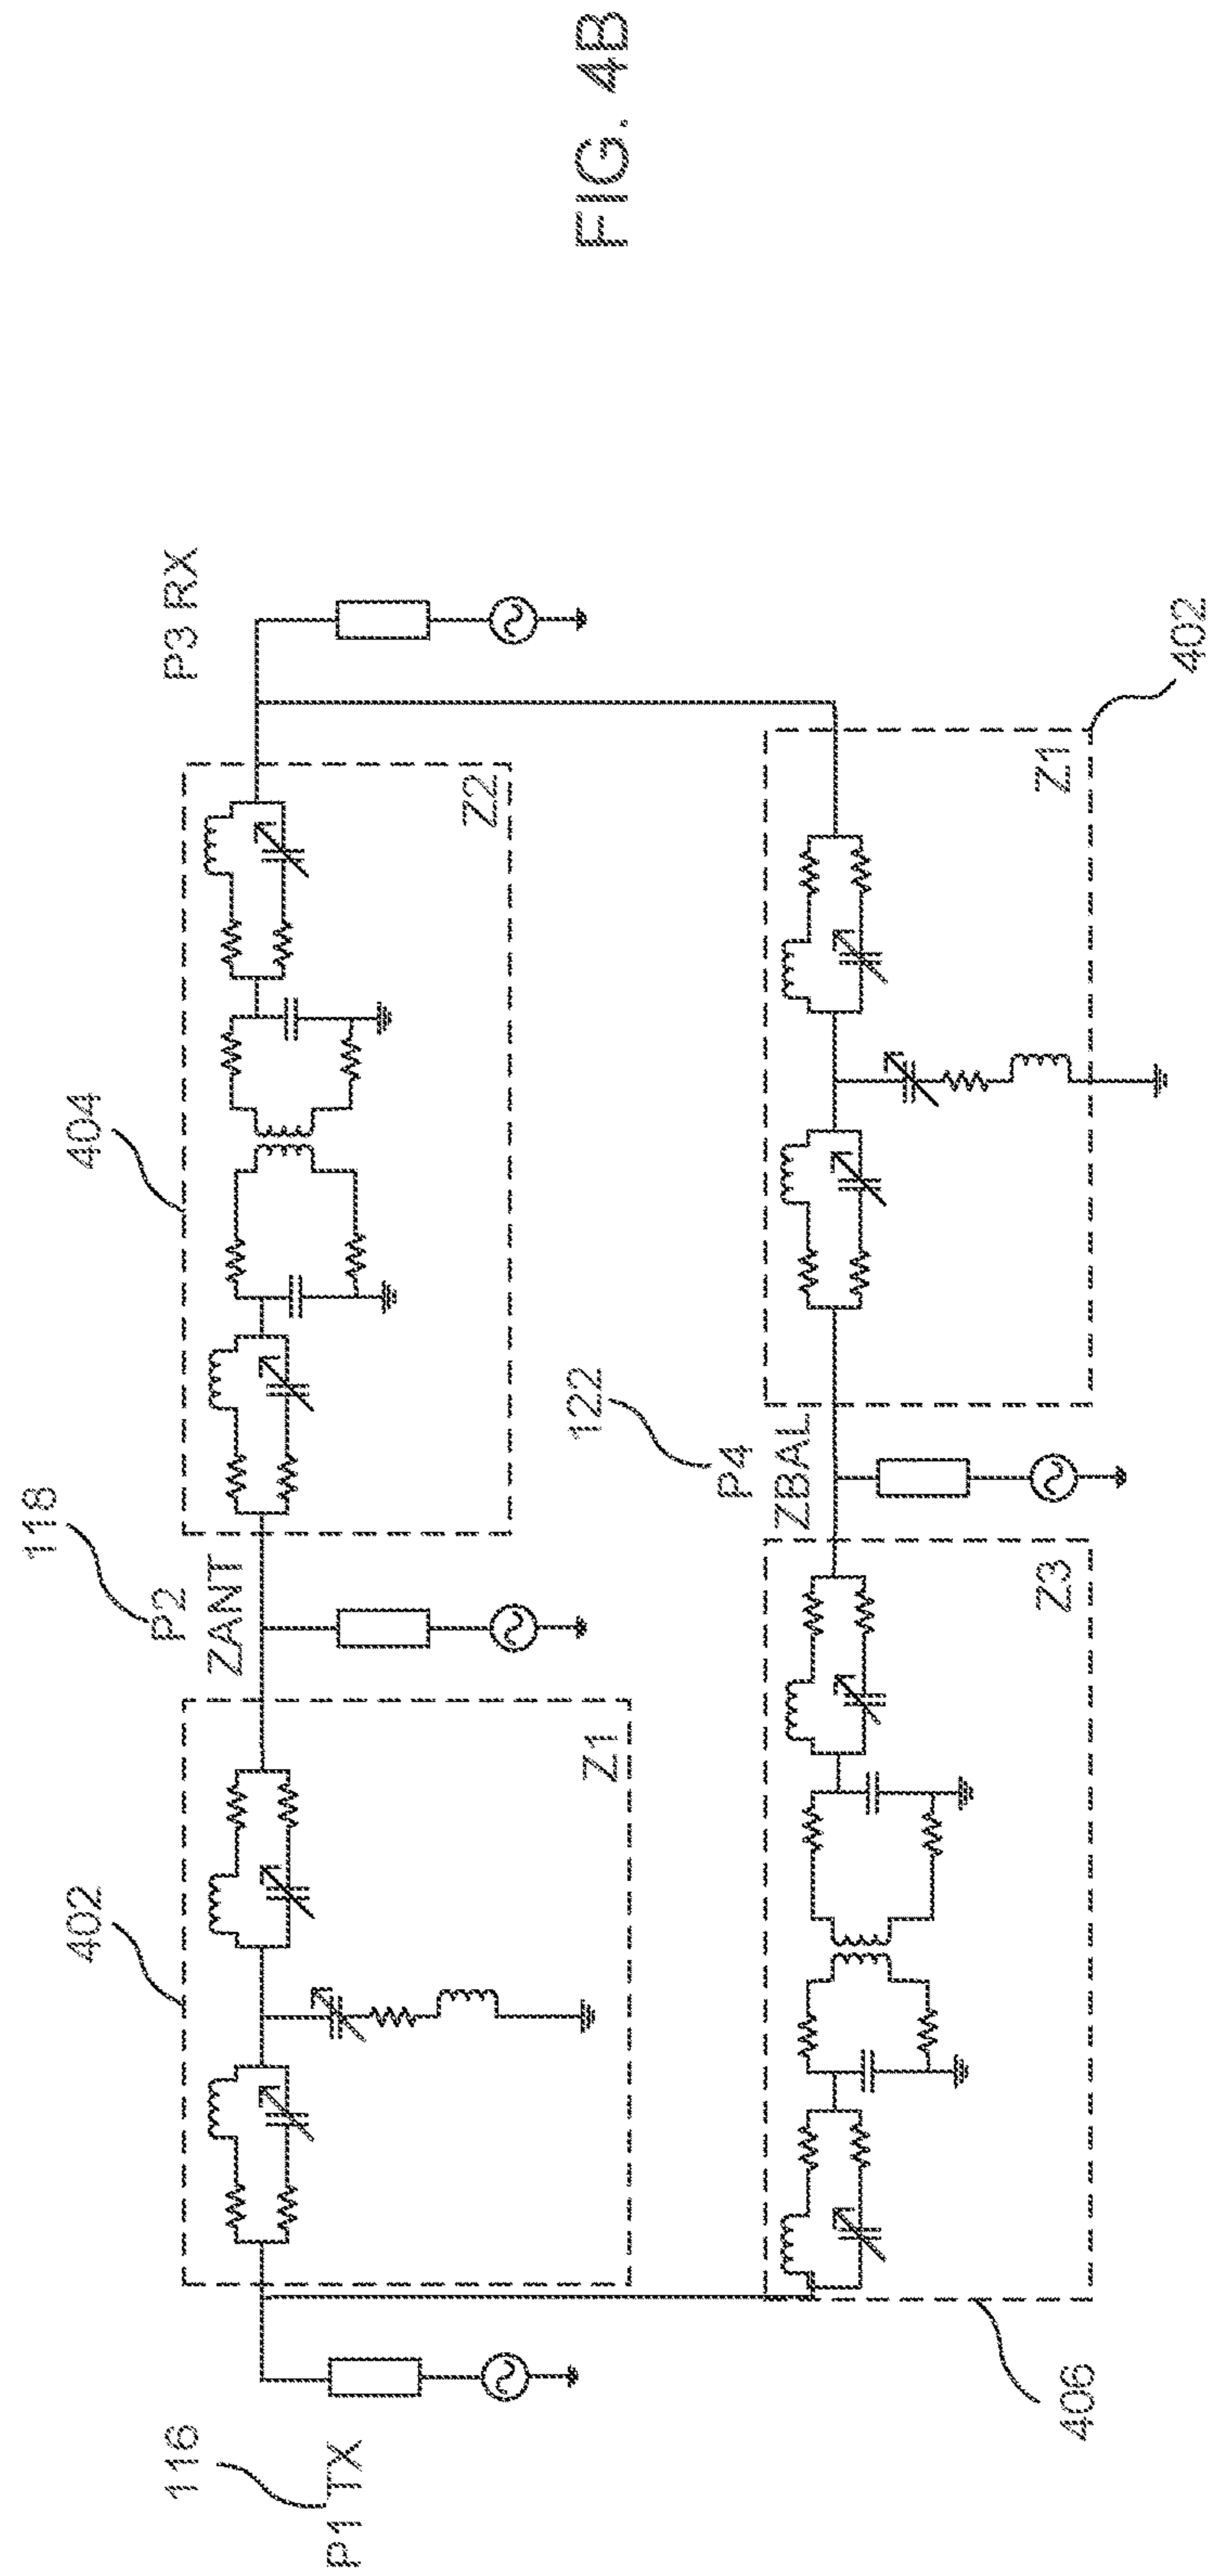 116
P1 TX
402
Z1
118
P2
ZANT
404
Z2
P3 RX
406
Z3
122
P4
ZBAL
Z1
402
FIG. 4B